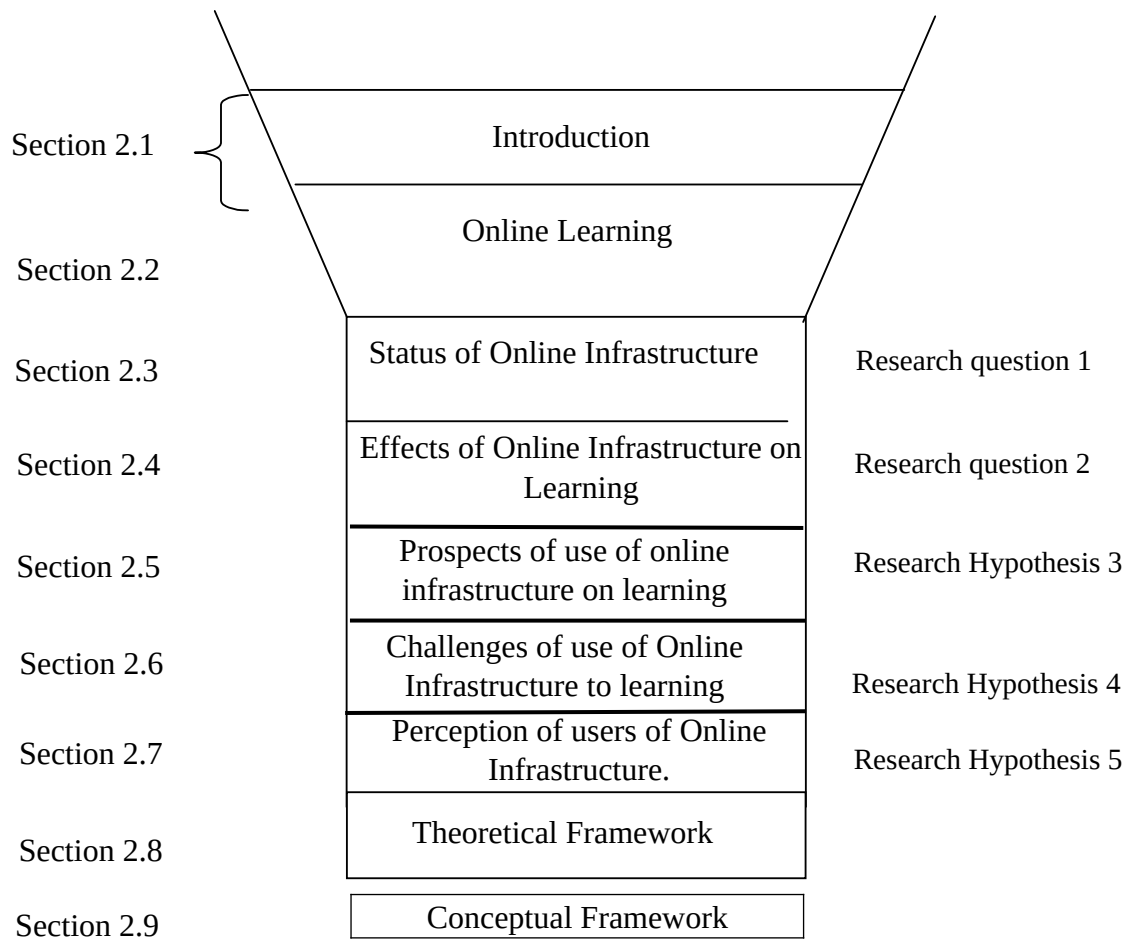 Section 2.1
Introduction
Online Learning
Section 2.2
Section 2.3
Status of Online Infrastructure
Research question 1
Section 2.4
Effects of Online Infrastructure on
Learning
Research question 2
Section 2.5
Prospects of use of online
infrastructure on learning
Research Hypothesis 3
Section 2.6
Challenges of use of Online
Infrastructure to learning
Research Hypothesis 4
Section 2.7
Perception of users of Online
Infrastructure.
Research Hypothesis 5
Section 2.8
Theoretical Framework
Section 2.9
Conceptual Framework